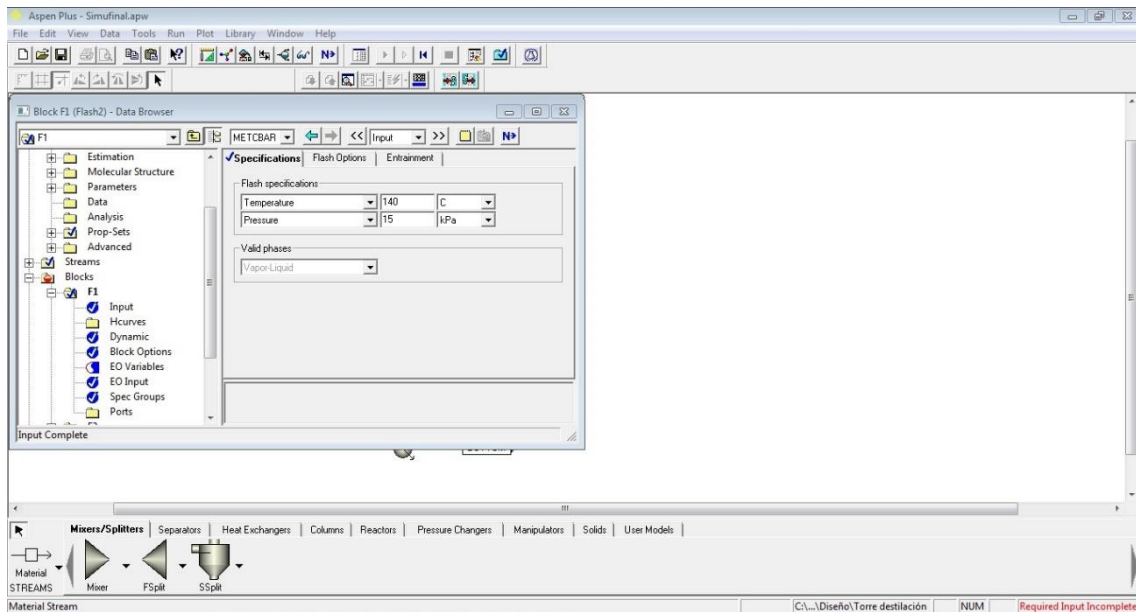 Aspen Plus - Simufinal.apw
File Edit View Data Tools Run Plot Library Window Help
N>
Block F1 (Flash2) - Data Browser
F1 METCBAR << Input >> N>
Estimation
Molecular Structure
Parameters
Data
Analysis
Prop-Sets
Advanced
Streams
Blocks
F1
Input
Hcurves
Dynamic
Block Options
EO Variables
EO Input
Spec Groups
Ports
Specifications Flash Options Entrainment
Flash specifications
Temperature 140 C
Pressure 15 kPa
Valid phases
Vapor-Liquid
Input Complete
Mixers/Splitters Separators Heat Exchangers Columns Reactors Pressure Changers Manipulators Solids User Models
Material
STREAMS Mixer FSplit SSplit
Material Stream C:\...\Diseño\Torre destilación NUM Required Input Incomplete